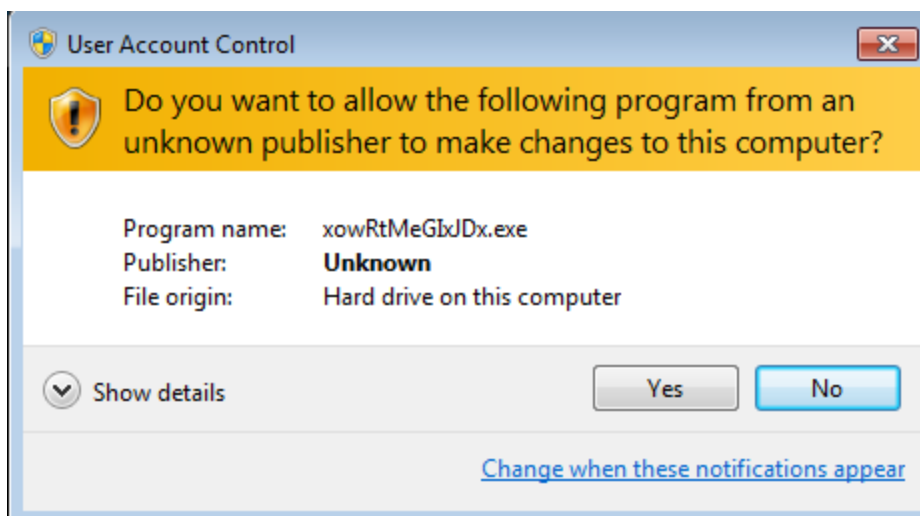 User Account Control
Do you want to allow the following program from an
unknown publisher to make changes to this computer?
Program name: xowRtMeGIxJDx.exe
Publisher: Unknown
File origin: Hard drive on this computer
Show details
Yes
No
Change when these notifications appear